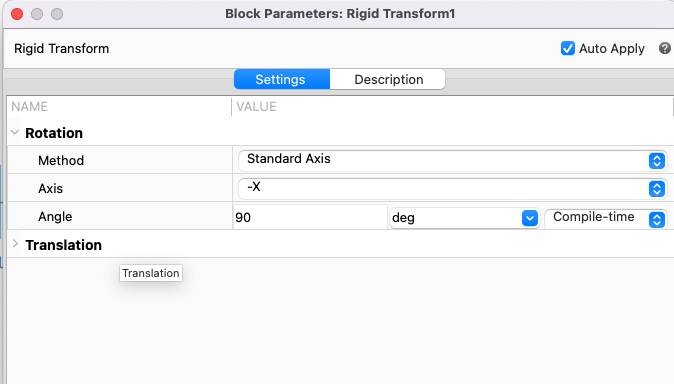 Block Parameters: Rigid Transform1
Rigid Transform
Auto Apply ?
Settings Description
NAME VALUE
Rotation
Method Standard Axis
Axis -X
Angle 90 deg Compile-time
Translation
Translation